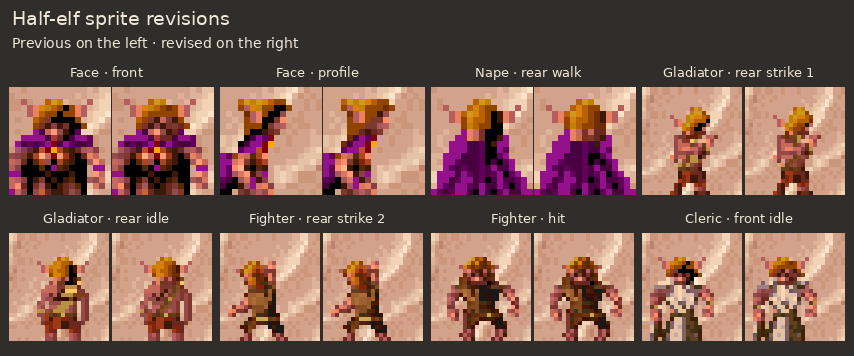 Half-elf sprite revisions
Previous on the left · revised on the right
Face · front
Face · profile
Nape · rear walk
Gladiator · rear strike 1
Gladiator · rear idle
Fighter · rear strike 2
Fighter · hit
Cleric · front idle